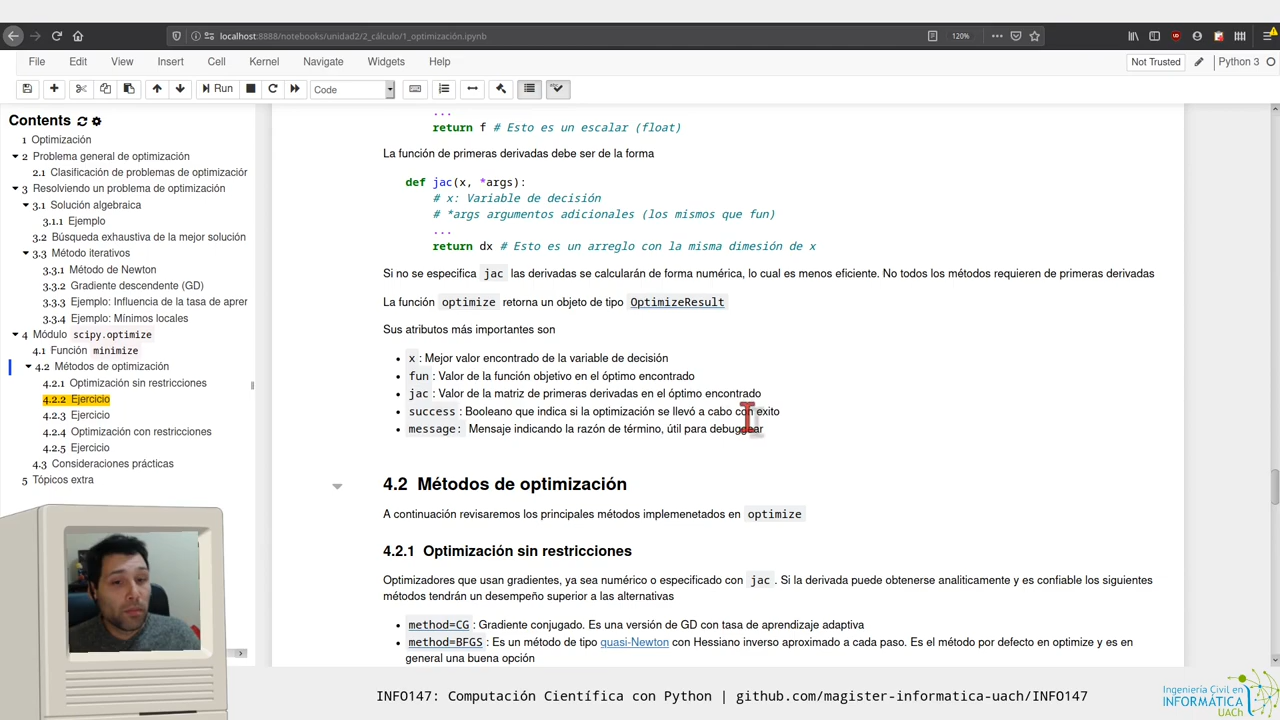 localhost:8888/notebooks/unidad2/2_cálculo/1_optimización.ipynb
120%
File Edit View Insert Cell Kernel Navigate Widgets Help
Not Trusted
Python 3
Run
Code
Contents
1 Optimización
2 Problema general de optimización
2.1 Clasificación de problemas de optimización
3 Resolviendo un problema de optimización
3.1 Solución algebraica
3.1.1 Ejemplo
3.2 Búsqueda exhaustiva de la mejor solución
3.3 Método iterativos
3.3.1 Método de Newton
3.3.2 Gradiente descendente (GD)
3.3.3 Ejemplo: Influencia de la tasa de aprer
3.3.4 Ejemplo: Mínimos locales
4 Módulo scipy.optimize
4.1 Función minimize
4.2 Métodos de optimización
4.2.1 Optimización sin restricciones
4.2.2 Ejercicio
4.2.3 Ejercicio
4.2.4 Optimización con restricciones
4.2.5 Ejercicio
4.3 Consideraciones prácticas
5 Tópicos extra
...
return f # Esto es un escalar (float)
La función de primeras derivadas debe ser de la forma
def jac(x, *args):
# x: Variable de decisión
# *args argumentos adicionales (los mismos que fun)
...
return dx # Esto es un arreglo con la misma dimesión de x
Si no se especifica jac las derivadas se calcularán de forma numérica, lo cual es menos eficiente. No todos los métodos requieren de primeras derivadas
La función optimize retorna un objeto de tipo OptimizeResult
Sus atributos más importantes son
• x : Mejor valor encontrado de la variable de decisión
• fun : Valor de la función objetivo en el óptimo encontrado
• jac : Valor de la matriz de primeras derivadas en el óptimo encontrado
• success : Booleano que indica si la optimización se llevó a cabo con exito
• message: Mensaje indicando la razón de término, útil para debuggear
4.2 Métodos de optimización
A continuación revisaremos los principales métodos implemenetados en optimize
4.2.1 Optimización sin restricciones
Optimizadores que usan gradientes, ya sea numérico o especificado con jac . Si la derivada puede obtenerse analiticamente y es confiable los siguientes
métodos tendrán un desempeño superior a las alternativas
• method=CG : Gradiente conjugado. Es una versión de GD con tasa de aprendizaje adaptiva
• method=BFGS : Es un método de tipo quasi-Newton con Hessiano inverso aproximado a cada paso. Es el método por defecto en optimize y es en
general una buena opción
INFO147: Computación Científica con Python | github.com/magister-informatica-uach/INFO147
Ingeniería Civil en
INFORMÁTICA
UACh